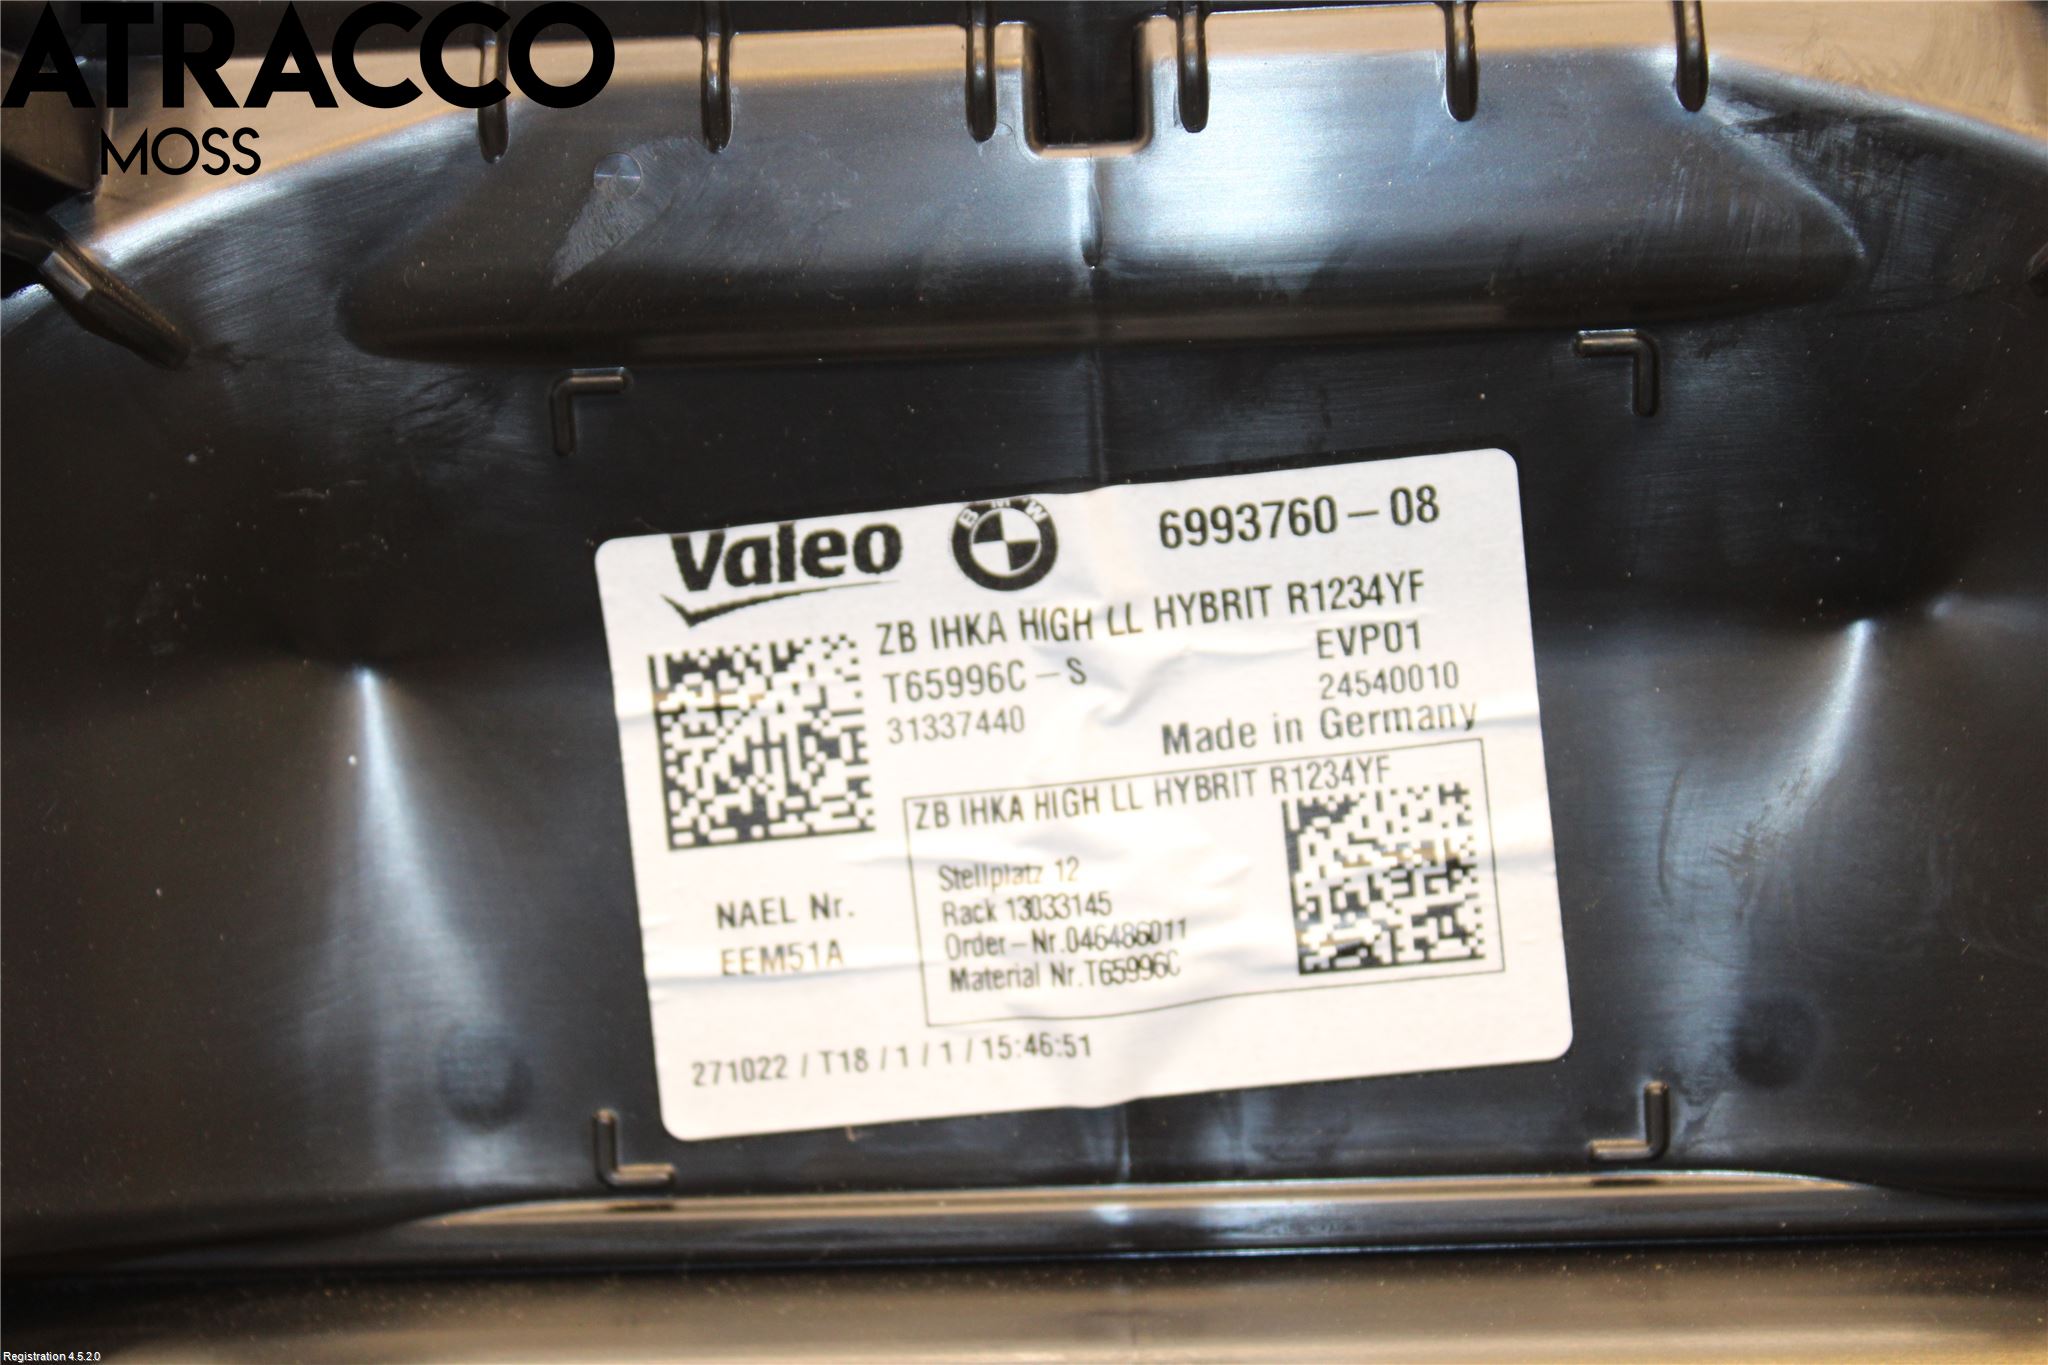 ATRACCO
MOSS
Valeo
BMW
6993760-08
ZB IHKA HIGH LL HYBRIT R1234YF
T65996C-S
EVP01
31337440
24540010
Made in Germany
ZB IHKA HIGH LL HYBRIT R1234YF
Stellplatz 12
Rack 13033145
Order-Nr.046486011
Material Nr.T65996C
NAEL Nr.
EEM51A
271022 / T18 / 1 / 1 / 15:46:51
Registration 4.5.2.0